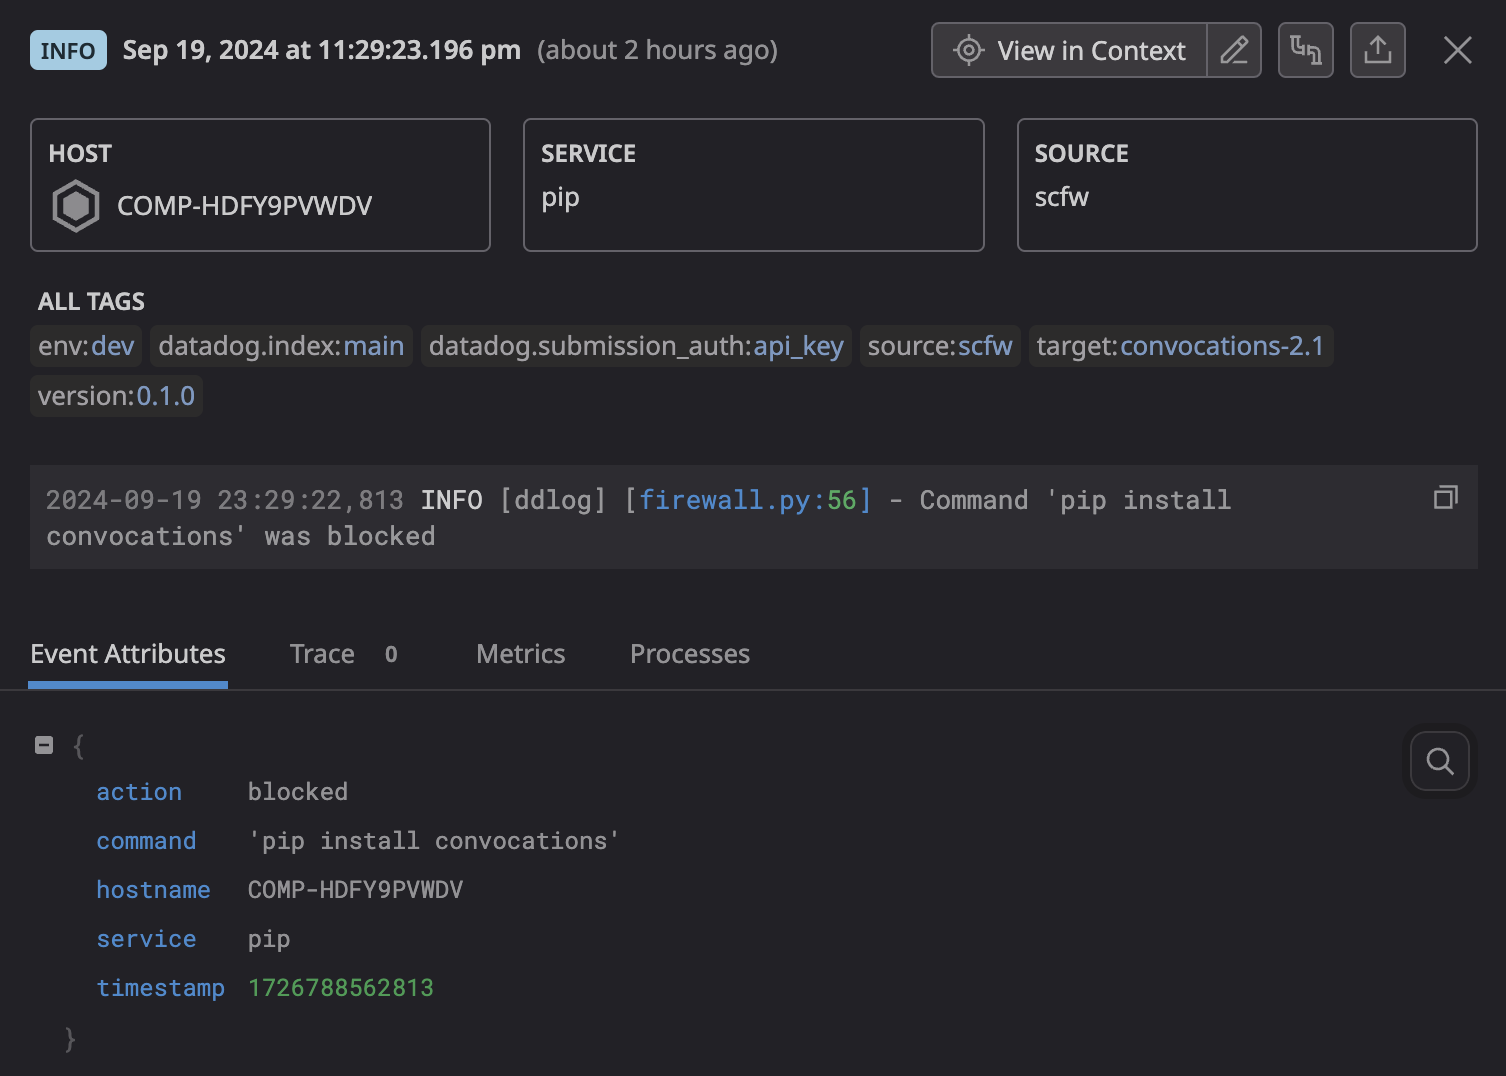 INFO Sep 19, 2024 at 11:29:23.196 pm (about 2 hours ago) View in Context
HOST
COMP-HDFY9PVWDV
SERVICE
pip
SOURCE
scfw
ALL TAGS
env:dev datadog.index:main datadog.submission_auth:api_key source:scfw target:convocations-2.1
version:0.1.0
2024-09-19 23:29:22,813 INFO [ddlog] [firewall.py:56] - Command 'pip install
convocations' was blocked
Event Attributes Trace 0 Metrics Processes
{
action blocked
command 'pip install convocations'
hostname COMP-HDFY9PVWDV
service pip
timestamp 1726788562813
}